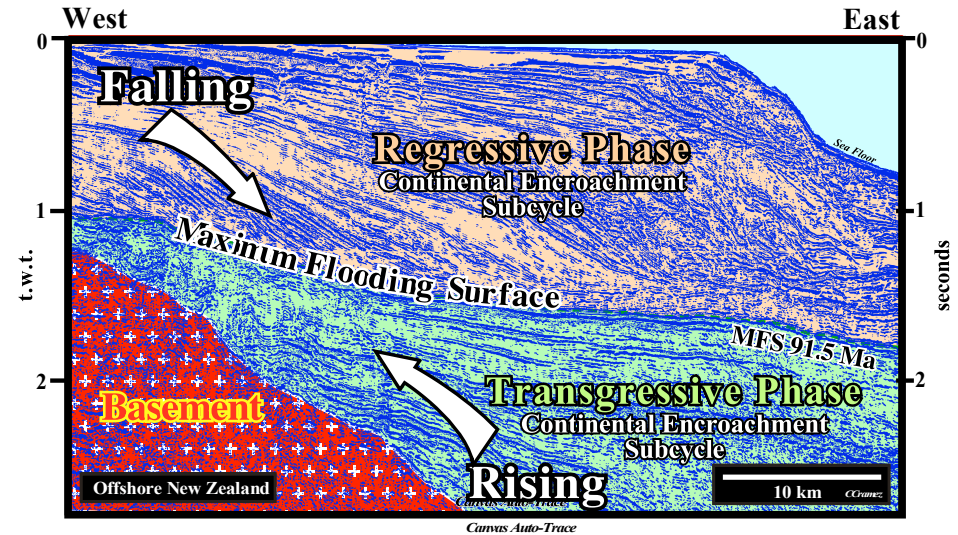 West
East
0
0
Falling
Sea Floor
Regressive Phase
Continental Encroachment
Subcycle
1
1
t.w.t.
seconds
Maximum Flooding Surface
MFS 91.5 Ma
2
2
Transgressive Phase
Continental Encroachment
Subcycle
Basement
Rising
Offshore New Zealand
10 km
CCramez
Canvas Auto-Trace